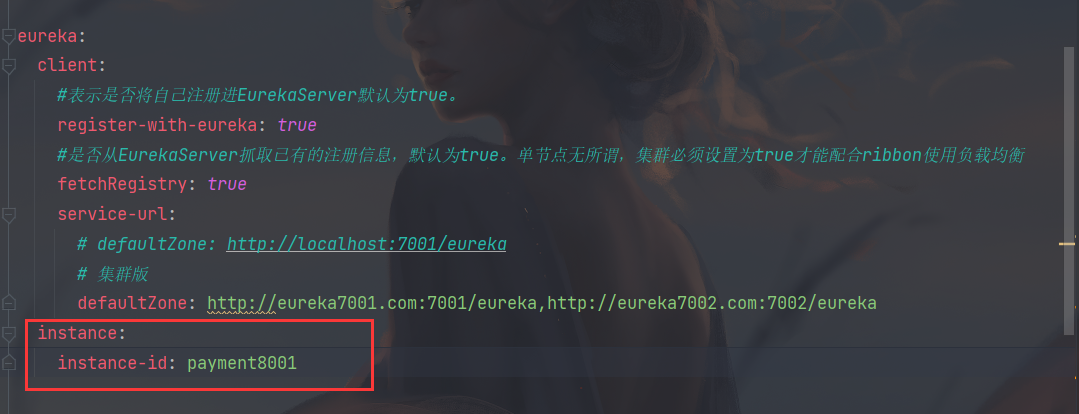 eureka:
client:
#表示是否将自己注册进EurekaServer默认为true。
register-with-eureka: true
#是否从EurekaServer抓取已有的注册信息，默认为true。单节点无所谓，集群必须设置为true才能配合ribbon使用负载均衡
fetchRegistry: true
service-url:
# defaultZone: http://localhost:7001/eureka
# 集群版
defaultZone: http://eureka7001.com:7001/eureka,http://eureka7002.com:7002/eureka
instance:
instance-id: payment8001